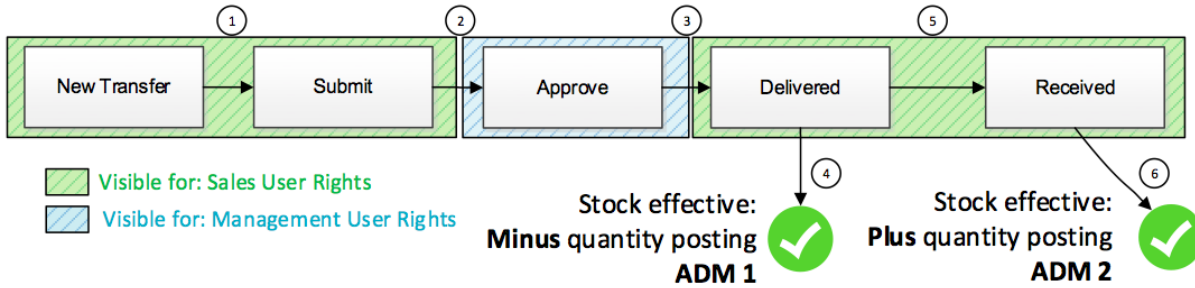 1
2
3
5
New Transfer
Submit
Approve
Delivered
Received
4
6
Visible for: Sales User Rights
Visible for: Management User Rights
Stock effective:
Minus quantity posting
ADM 1
Stock effective:
Plus quantity posting
ADM 2